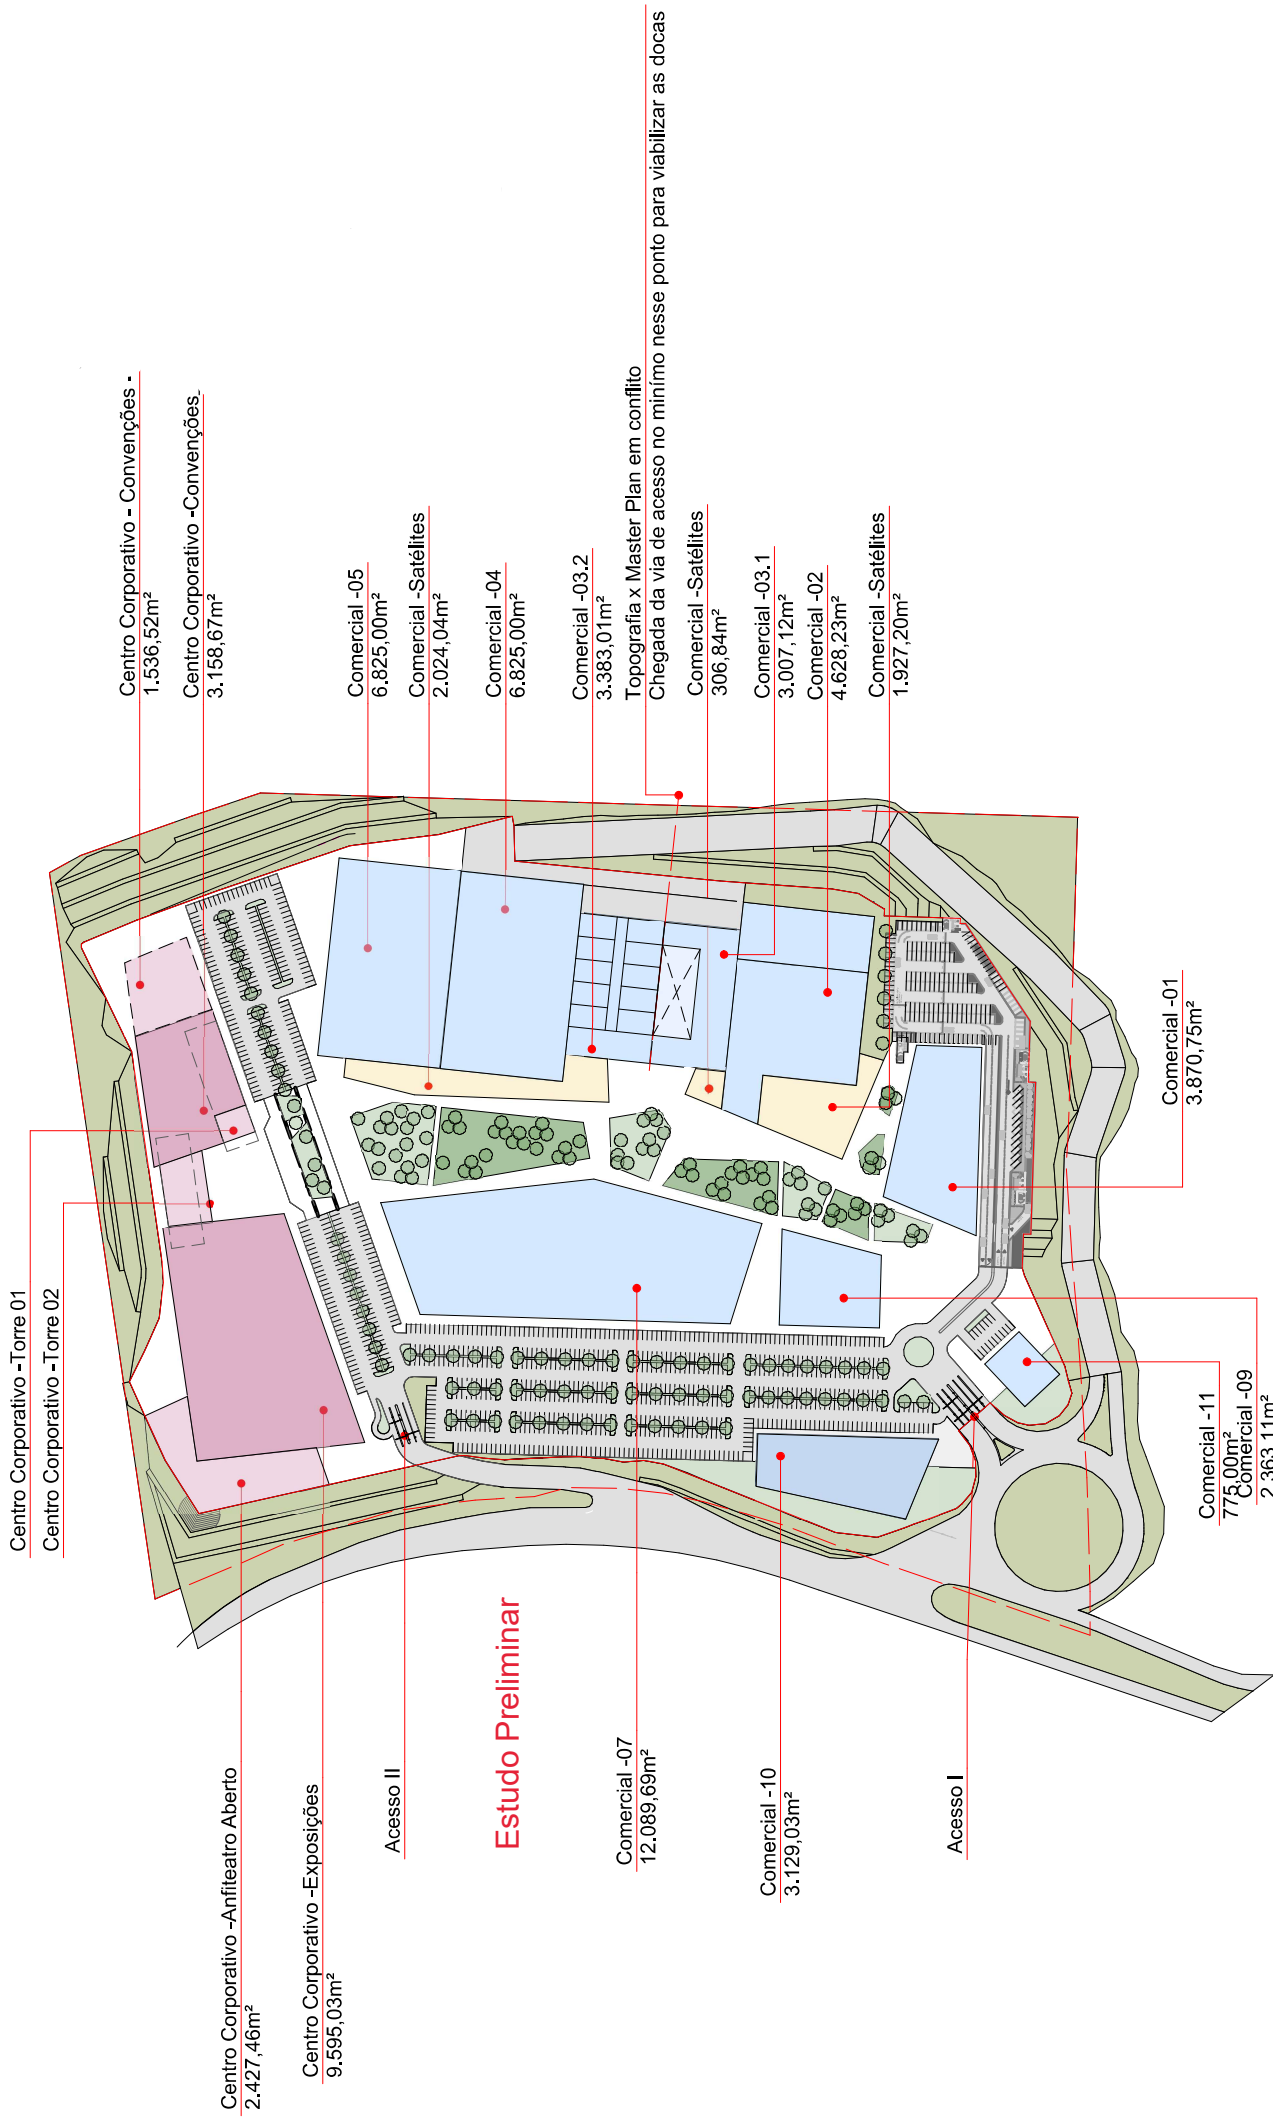 Centro Corporativo -Torre 01
Centro Corporativo -Torre 02
Centro Corporativo - Convenções -
1.536,52m²
Centro Corporativo -Convenções
3.158,67m²
Comercial -05
6.825,00m²
Comercial -Satélites
2.024,04m²
Comercial -04
6.825,00m²
Comercial -03.2
3.383,01m²
Topografia x Master Plan em conflito
Chegada da via de acesso no minímo nesse ponto para viabilizar as docas
Comercial -Satélites
306,84m²
Comercial -03.1
3.007,12m²
Comercial -02
4.628,23m²
Comercial -Satélites
1.927,20m²
Comercial -01
3.870,75m²
Centro Corporativo -Anfiteatro Aberto
2.427,46m²
Centro Corporativo -Exposições
9.595,03m²
Acesso II
Estudo Preliminar
Comercial -07
12.089,69m²
Comercial -10
3.129,03m²
Acesso I
Comercial -11
775,00m²
Comercial -09
2.363,11m²